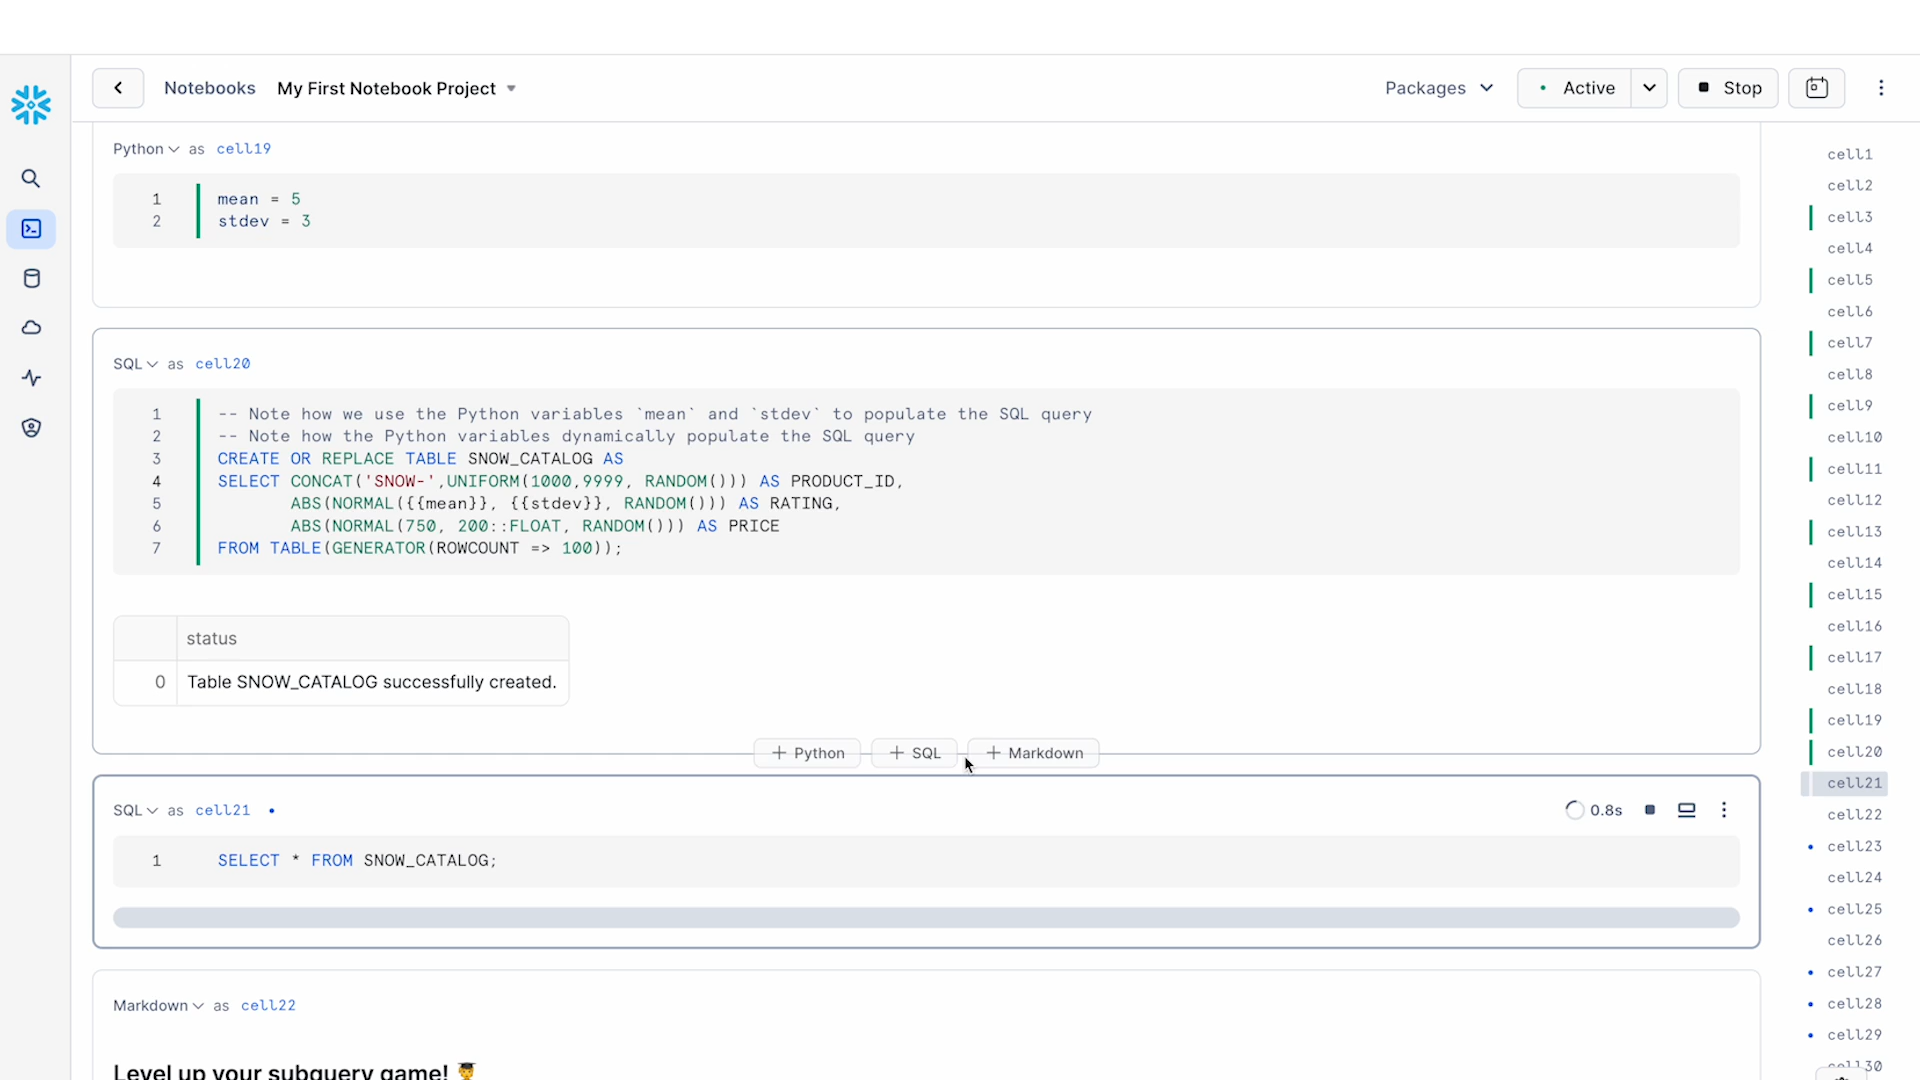 Notebooks My First Notebook Project Packages Active Stop
Python as cell19
1 mean = 5
2 stdev = 3
SQL as cell20
1 -- Note how we use the Python variables `mean` and `stdev` to populate the SQL query
2 -- Note how the Python variables dynamically populate the SQL query
3 CREATE OR REPLACE TABLE SNOW_CATALOG AS
4 SELECT CONCAT('SNOW-',UNIFORM(1000,9999, RANDOM())) AS PRODUCT_ID,
5 ABS(NORMAL({{mean}}, {{stdev}}, RANDOM())) AS RATING,
6 ABS(NORMAL(750, 200::FLOAT, RANDOM())) AS PRICE
7 FROM TABLE(GENERATOR(ROWCOUNT => 100));
status
0 Table SNOW_CATALOG successfully created.
+ Python + SQL + Markdown
SQL as cell21 0.8s
1 SELECT * FROM SNOW_CATALOG;
Markdown as cell22
Level up your subquery game! 👨‍🎓
cell1
cell2
cell3
cell4
cell5
cell6
cell7
cell8
cell9
cell10
cell11
cell12
cell13
cell14
cell15
cell16
cell17
cell18
cell19
cell20
cell21
cell22
cell23
cell24
cell25
cell26
cell27
cell28
cell29
cell30